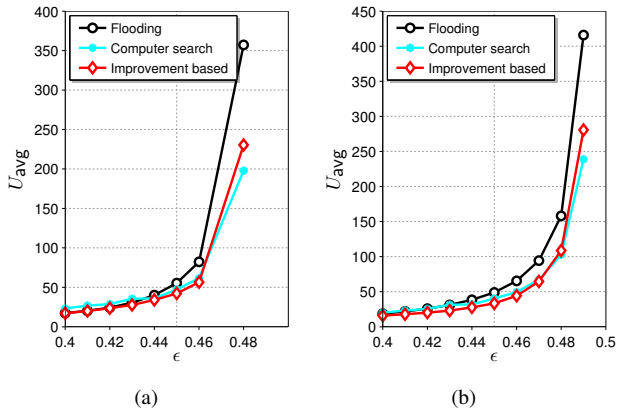 400
350
300
250
200
150
100
50
0
U_avg
Flooding
Computer search
Improvement based
0.4 0.42 0.44 0.46 0.48
ϵ
(a)
450
400
350
300
250
200
150
100
50
0
U_avg
Flooding
Computer search
Improvement based
0.4 0.42 0.44 0.46 0.48 0.5
ϵ
(b)